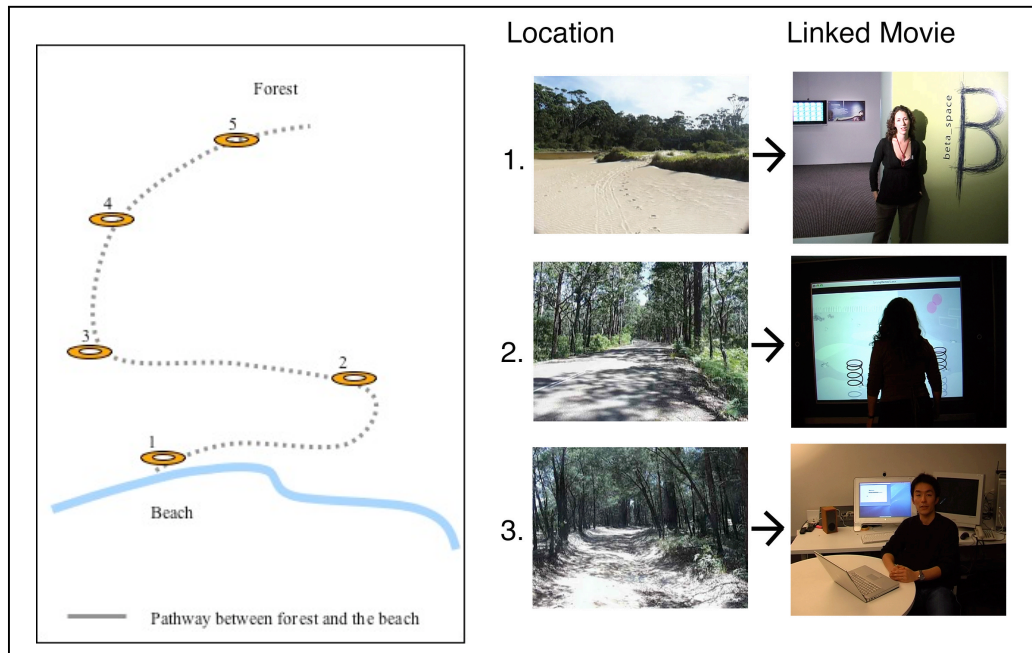 Forest
5
4
3
2
1
Beach
Pathway between forest and the beach
Location
Linked Movie
1.
beta_space
B
2.
3.